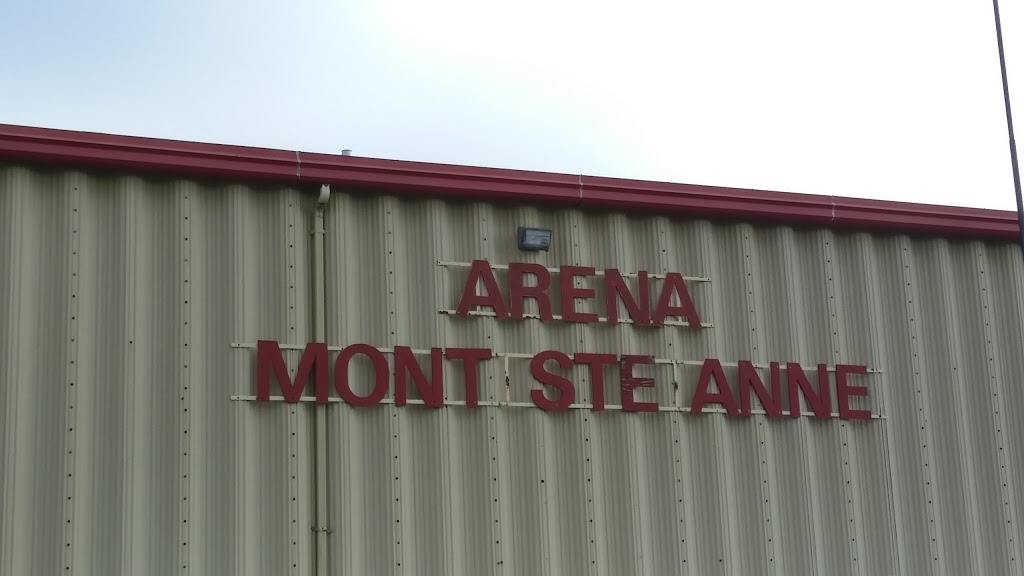 ARENA
MONT STE ANNE